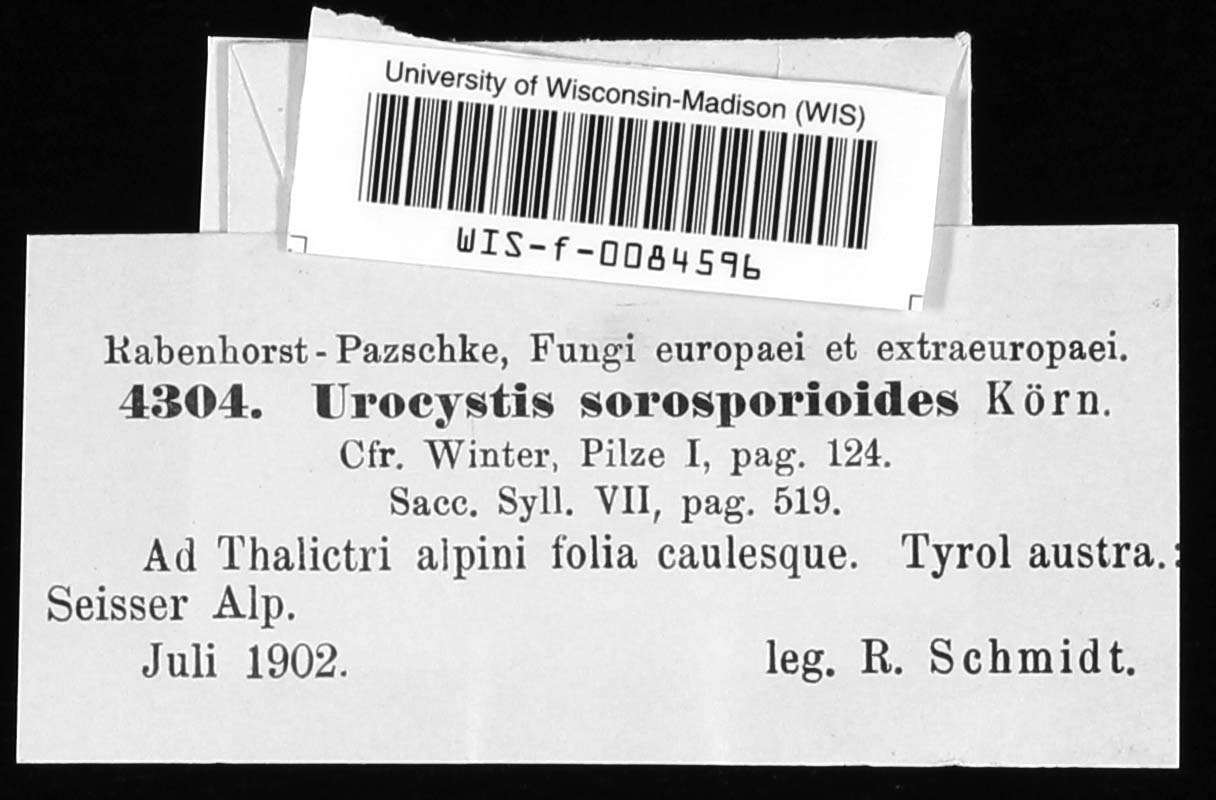 University of Wisconsin-Madison (WIS)
WIS-f-0084596
Rabenhorst-Pazschke, Fungi europaei et extraeuropaei.
4304. Urocystis sorosporioides Körn.
Cfr. Winter, Pilze I, pag. 124.
Sacc. Syll. VII, pag. 519.
Ad Thalictri alpini folia caulesque. Tyrol austra.:
Seisser Alp.
Juli 1902. leg. R. Schmidt.